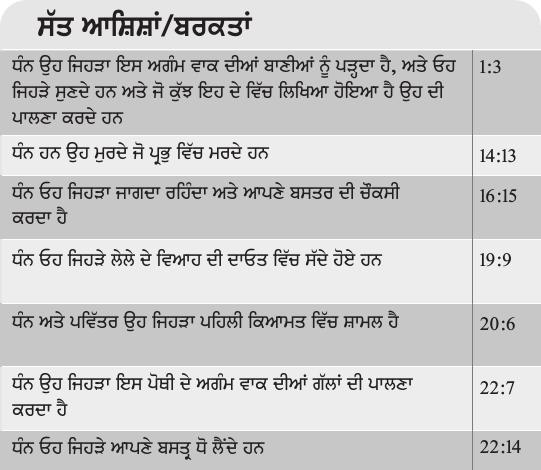 ਸੱਤ ਆਸ਼ਿਸ਼ਾਂ/ਬਰਕਤਾਂ
ਧੰਨ ਉਹ ਜਿਹੜਾ ਇਸ ਅਗੰਮ ਵਾਕ ਦੀਆਂ ਬਾਣੀਆਂ ਨੂੰ ਪੜ੍ਹਦਾ ਹੈ, ਅਤੇ ਓਹ 1:3
ਜਿਹੜੇ ਸੁਣਦੇ ਹਨ ਅਤੇ ਜੋ ਕੁੱਝ ਇਹ ਦੇ ਵਿੱਚ ਲਿਖਿਆ ਹੋਇਆ ਹੈ ਉਹ ਦੀ
ਪਾਲਣਾ ਕਰਦੇ ਹਨ
ਧੰਨ ਹਨ ਉਹ ਮੁਰਦੇ ਜੋ ਪ੍ਰਭੁ ਵਿੱਚ ਮਰਦੇ ਹਨ 14:13
ਧੰਨ ਓਹ ਜਿਹੜਾ ਜਾਗਦਾ ਰਹਿੰਦਾ ਅਤੇ ਆਪਣੇ ਬਸਤਰ ਦੀ ਚੌਕਸੀ 16:15
ਕਰਦਾ ਹੈ
ਧੰਨ ਓਹ ਜਿਹੜੇ ਲੇਲੇ ਦੇ ਵਿਆਹ ਦੀ ਦਾਓਤ ਵਿੱਚ ਸੱਦੇ ਹੋਏ ਹਨ 19:9
ਧੰਨ ਅਤੇ ਪਵਿੱਤਰ ਉਹ ਜਿਹੜਾ ਪਹਿਲੀ ਕਿਆਮਤ ਵਿੱਚ ਸ਼ਾਮਲ ਹੈ 20:6
ਧੰਨ ਉਹ ਜਿਹੜਾ ਇਸ ਪੋਥੀ ਦੇ ਅਗੰਮ ਵਾਕ ਦੀਆਂ ਗੱਲਾਂ ਦੀ ਪਾਲਣਾ 22:7
ਕਰਦਾ ਹੈ
ਧੰਨ ਓਹ ਜਿਹੜੇ ਆਪਣੇ ਬਸਤ੍ਰ ਧੋ ਲੈਂਦੇ ਹਨ 22:14